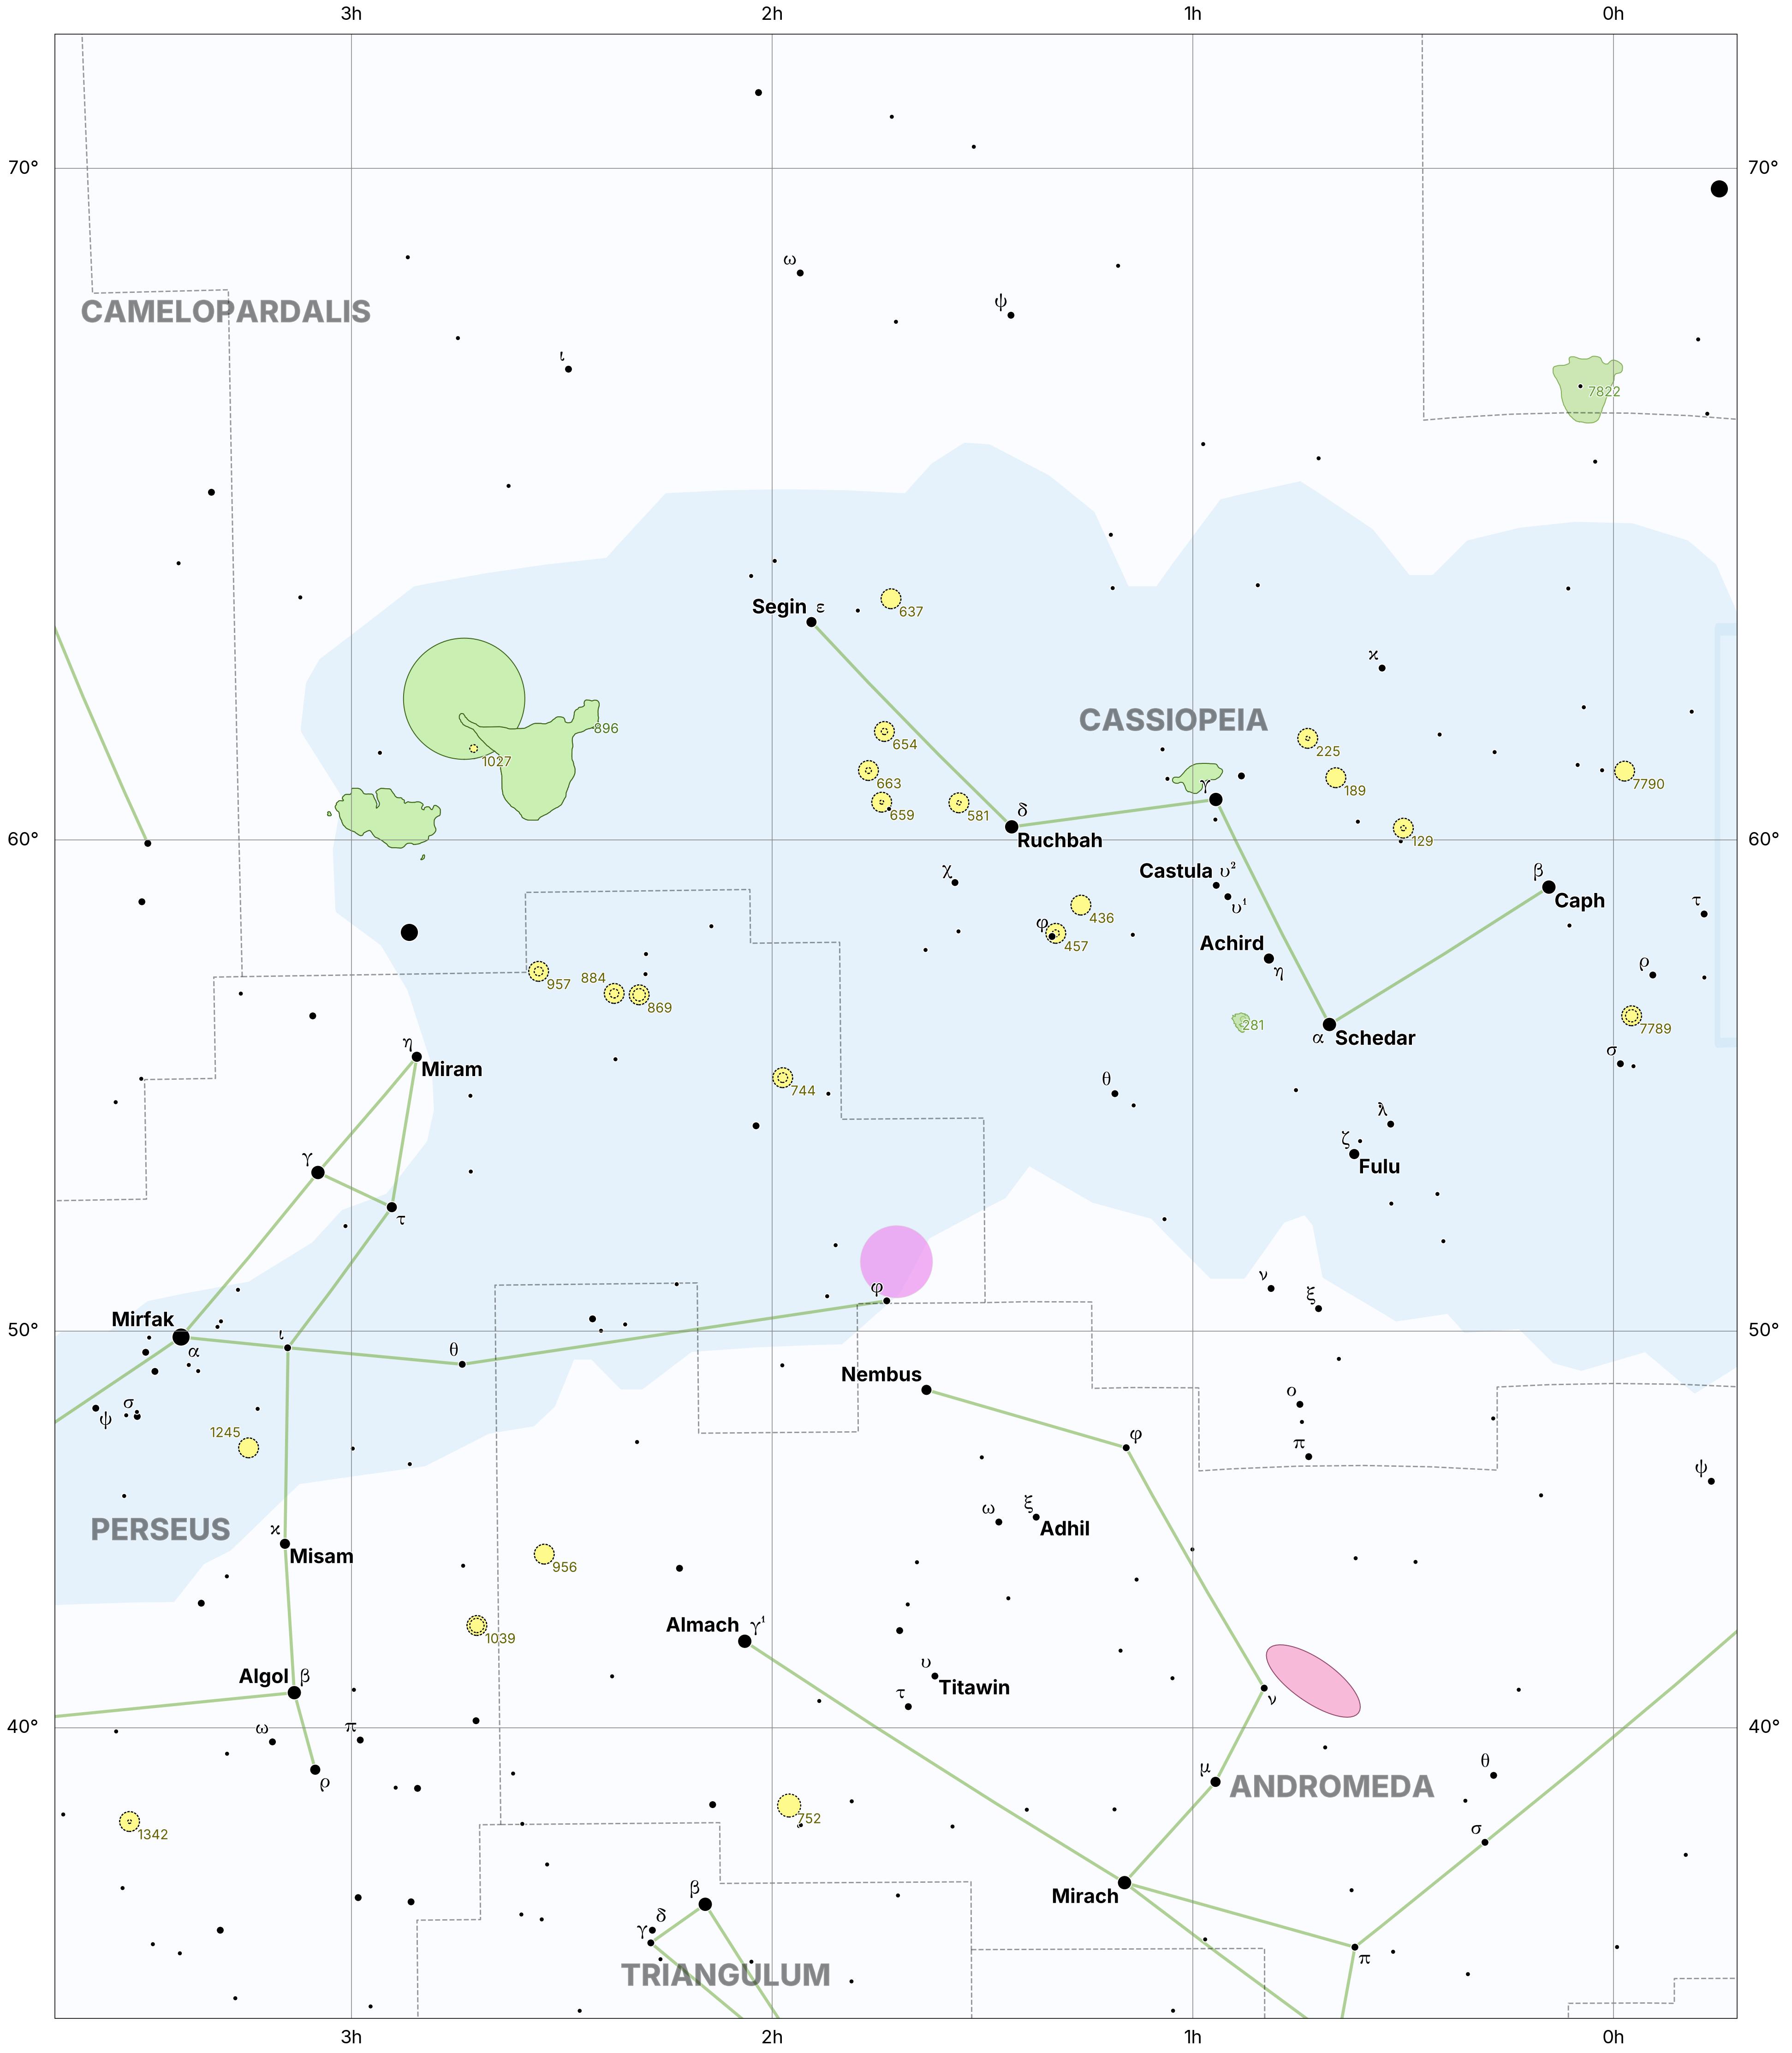 3h 2h 1h 0h
70° 70°
ω
ψ
CAMELOPARDALIS
ι
7822
Segin ε 637
ϰ
CASSIOPEIA
896
654 225
1027
663 γ 189 7790
659 581 δ
60° Ruchbah 129 60°
χ Castula υ² β
Caph τ
υ¹
436
φ 457 Achird
η ρ
957 884 869
281 7789
α Schedar
η σ
Miram θ
744
λ
ζ
Fulu
γ
τ
ν ξ
φ
Mirfak ι 50° 50°
α θ
Nembus
ο
σ ψ
1245 φ π
ψ
ω ξ
PERSEUS Adhil
ϰ
Misam
956
Almach γ¹
1039
υ
Algol β Titawin
τ ν
40° ω π 40°
θ
ρ μ ANDROMEDA
752
1342 σ
β Mirach
δ
γ π
TRIANGULUM
3h 2h 1h 0h